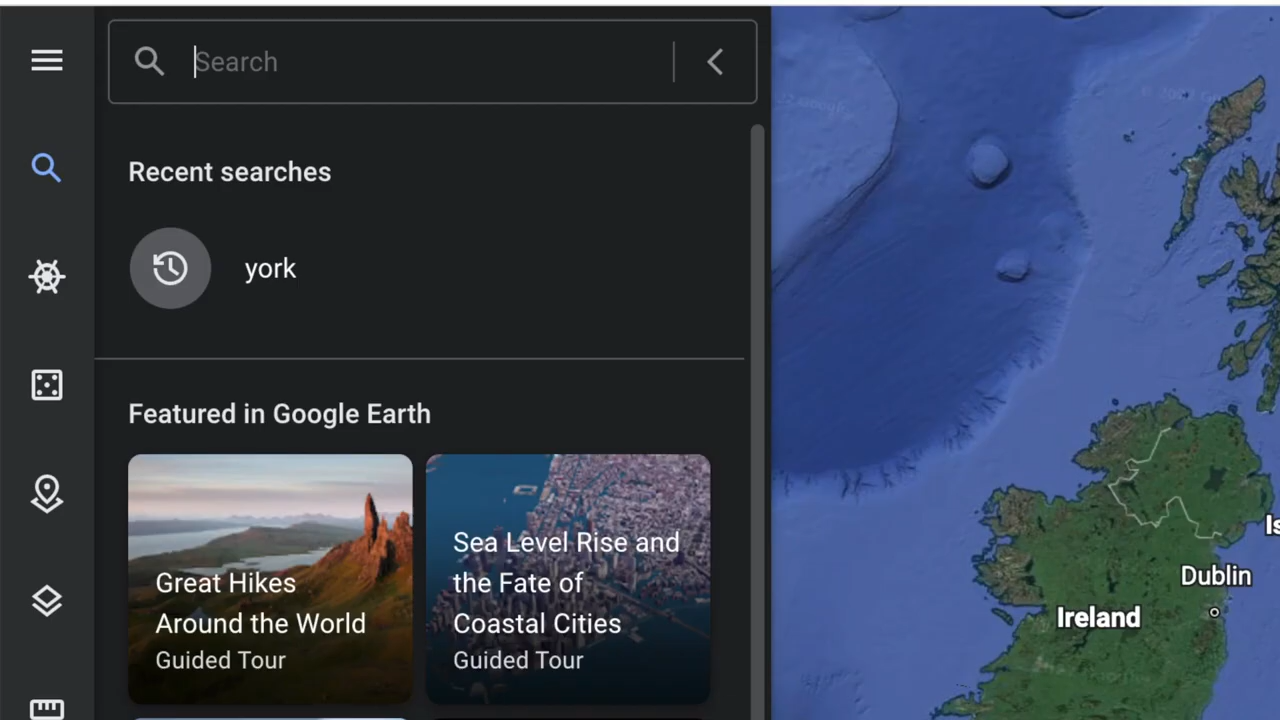 Search
Recent searches
york
Featured in Google Earth
Great Hikes
Around the World
Guided Tour
Sea Level Rise and
the Fate of
Coastal Cities
Guided Tour
Dublin
Ireland